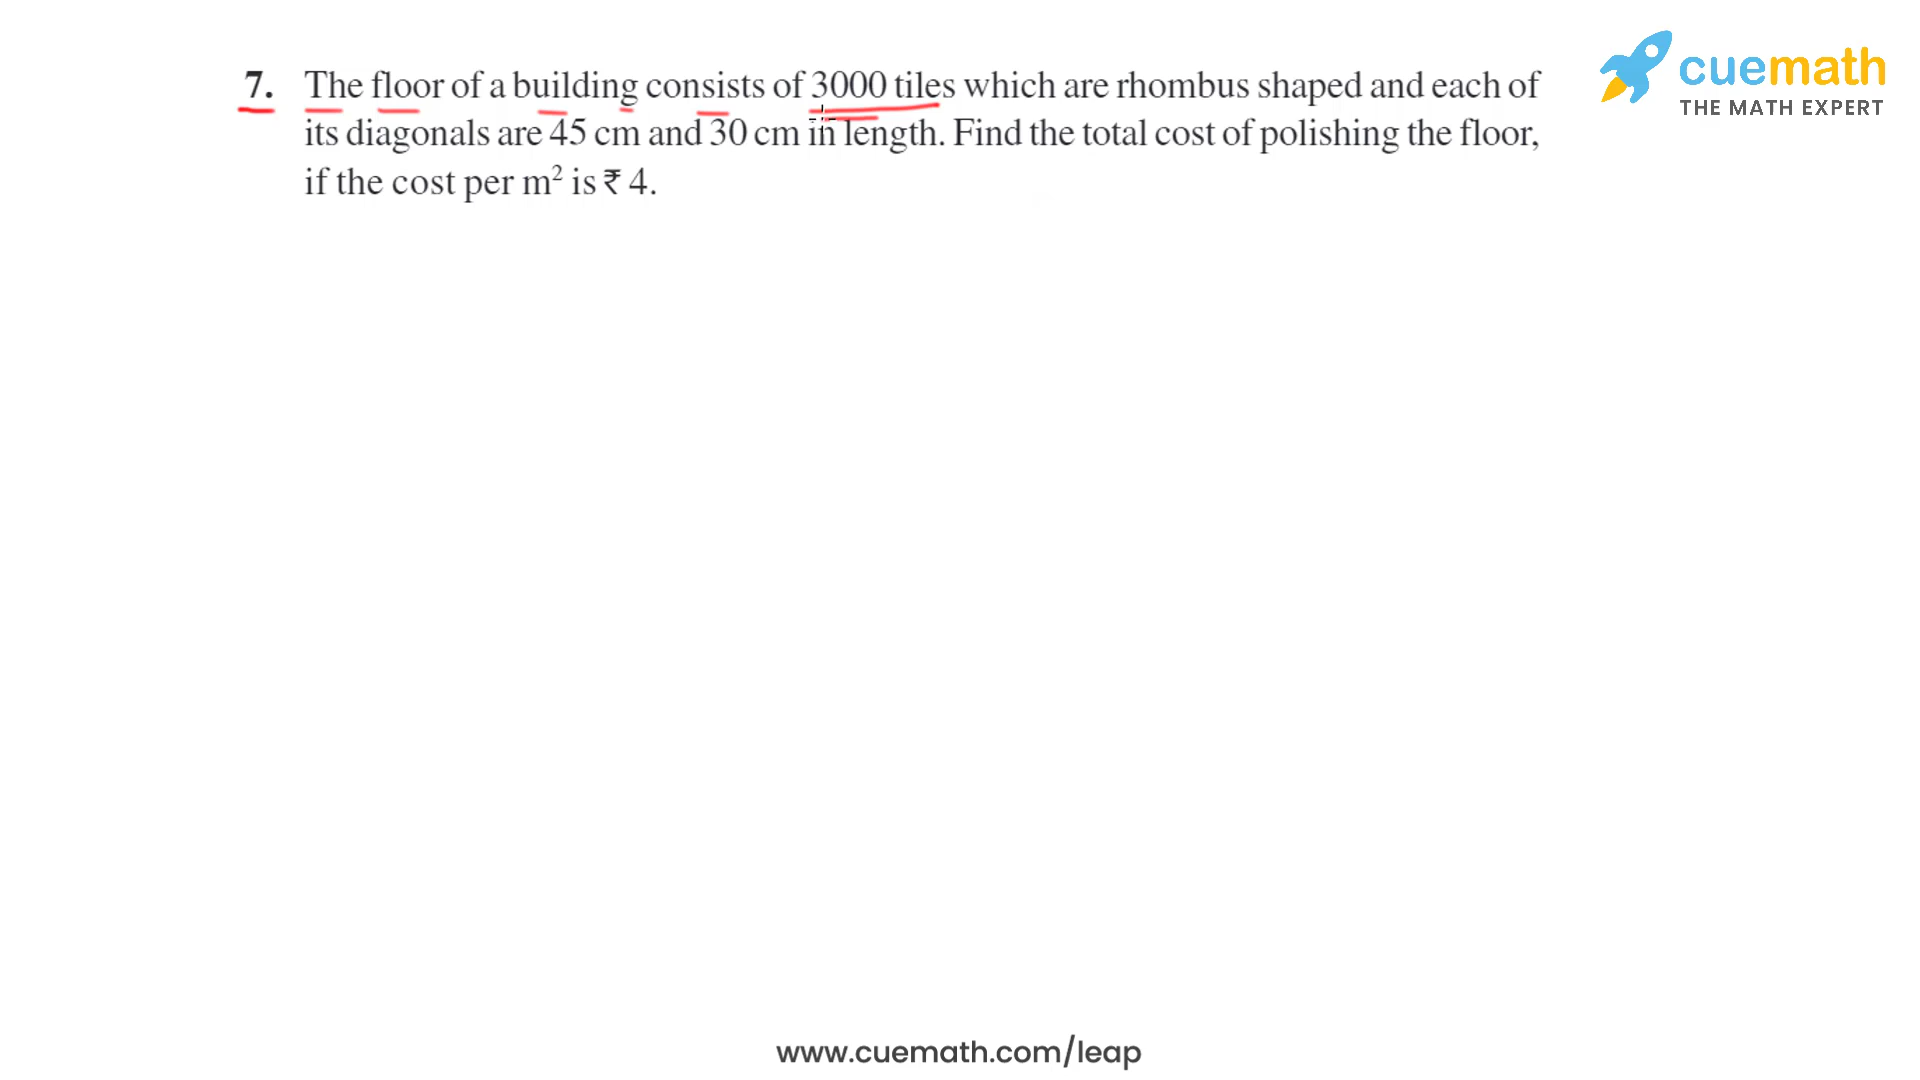 cuemath
THE MATH EXPERT
7. The floor of a building consists of 3000 tiles which are rhombus shaped and each of
its diagonals are 45 cm and 30 cm in length. Find the total cost of polishing the floor,
if the cost per m² is ₹ 4.
www.cuemath.com/leap